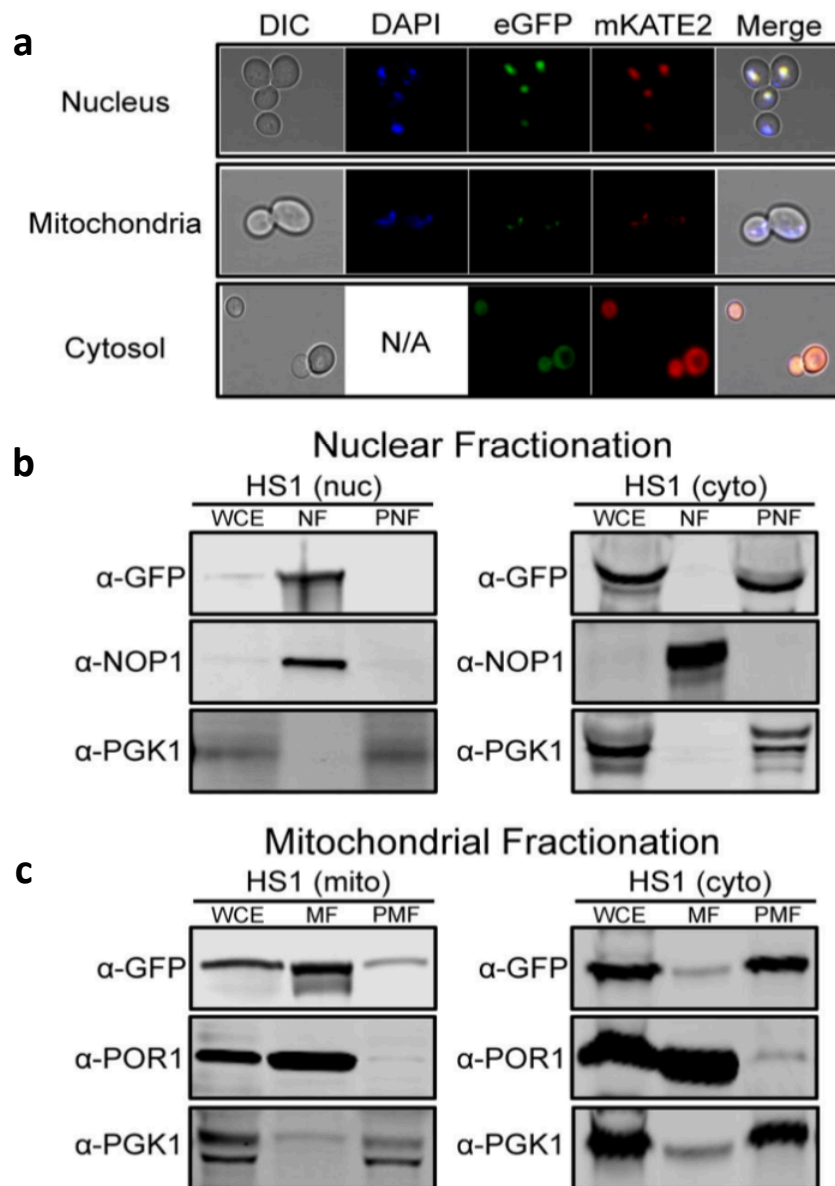 a
DIC DAPI eGFP mKATE2 Merge
Nucleus
Mitochondria
Cytosol N/A
b
Nuclear Fractionation
HS1 (nuc) HS1 (cyto)
WCE NF PNF WCE NF PNF
α-GFP α-GFP
α-NOP1 α-NOP1
α-PGK1 α-PGK1
c
Mitochondrial Fractionation
HS1 (mito) HS1 (cyto)
WCE MF PMF WCE MF PMF
α-GFP α-GFP
α-POR1 α-POR1
α-PGK1 α-PGK1